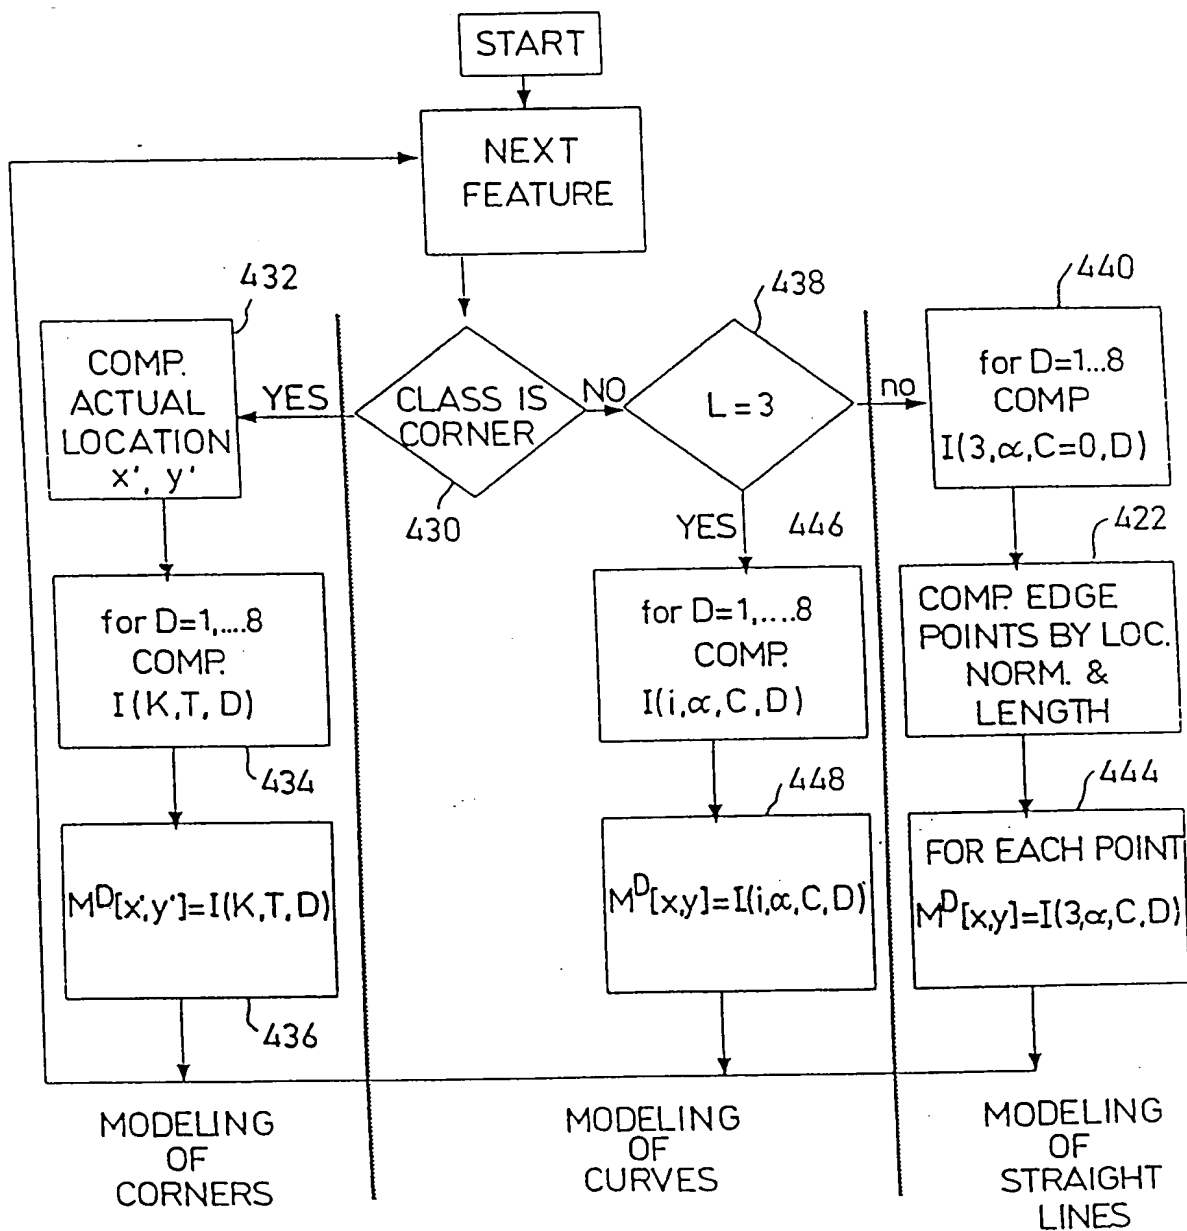 START
NEXT
FEATURE
432
COMP.
ACTUAL
LOCATION
x', y'
YES
CLASS IS
CORNER
430
NO
438
L = 3
no
440
for D=1...8
COMP
I(3,α,C=0,D)
YES
446
422
for D=1,....8
COMP.
I(K,T,D)
434
for D=1,....8
COMP.
I(i,α,C,D)
COMP. EDGE
POINTS BY LOC.
NORM. &
LENGTH
448
444
M^D[x',y']=I(K,T,D)
436
M^D[x,y]=I(i,α,C,D)
FOR EACH POINT
M^D[x,y]=I(3,α,C,D)
MODELING
OF
CORNERS
MODELING
OF
CURVES
MODELING
OF
STRAIGHT
LINES